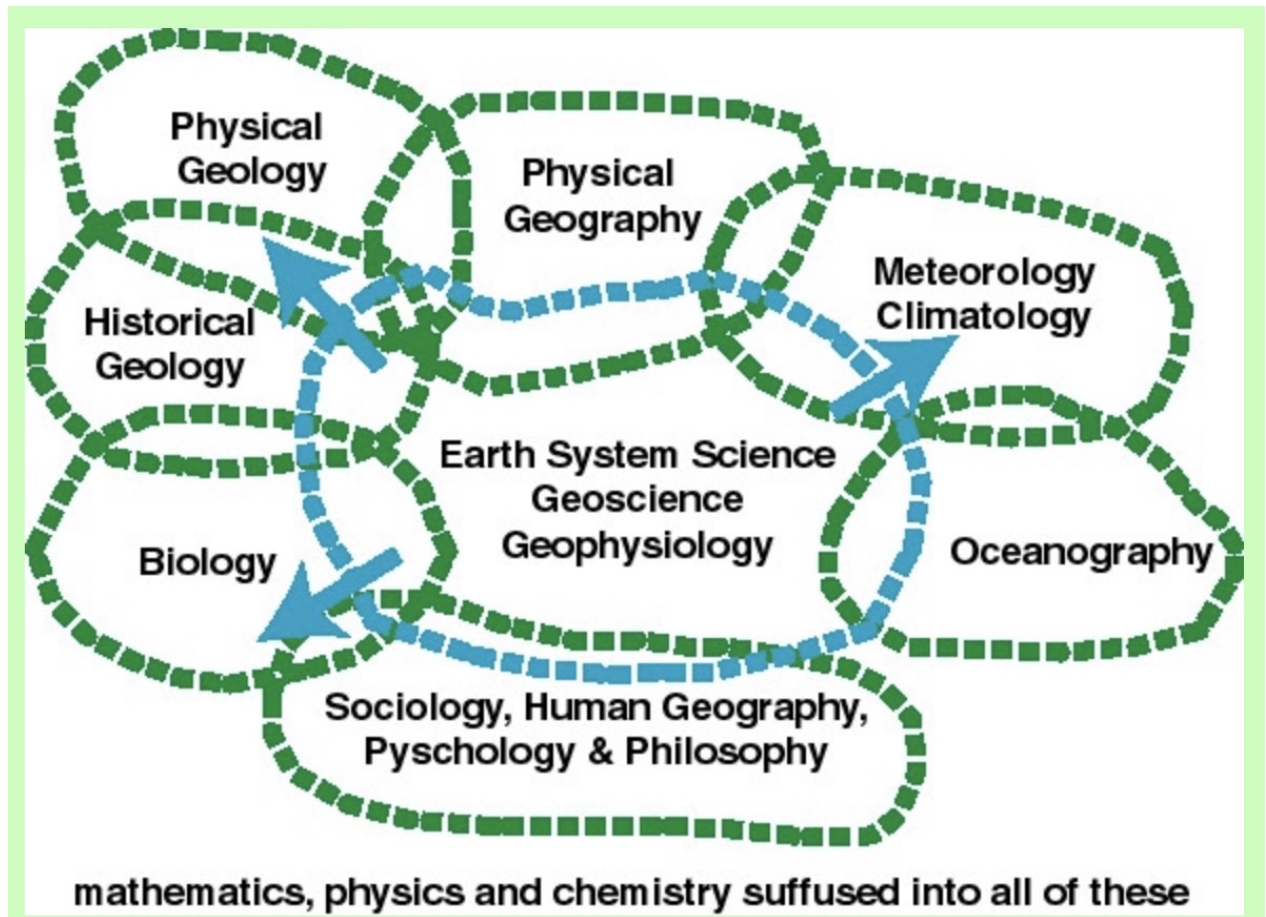 Physical
Geology
Physical
Geography
Meteorology
Climatology
Historical
Geology
Earth System Science
Geoscience
Geophysiology
Biology
Oceanography
Sociology, Human Geography,
Pyschology & Philosophy
mathematics, physics and chemistry suffused into all of these